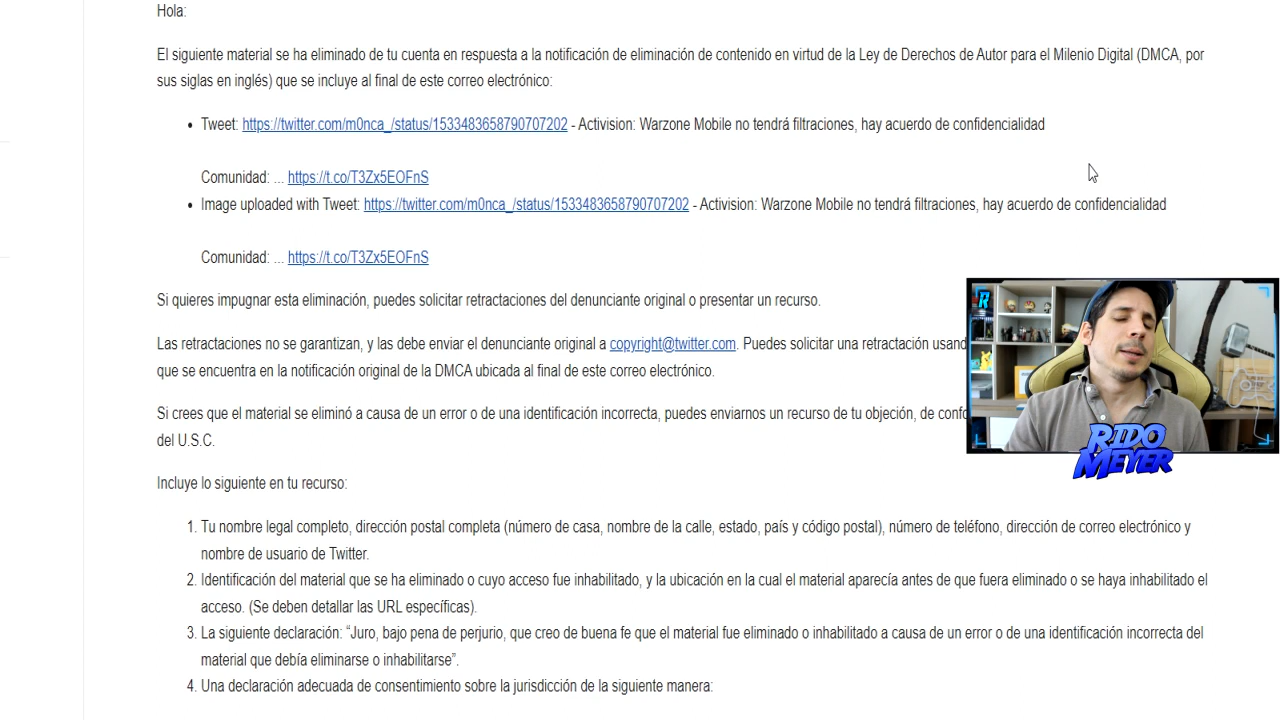 Hola:
El siguiente material se ha eliminado de tu cuenta en respuesta a la notificación de eliminación de contenido en virtud de la Ley de Derechos de Autor para el Milenio Digital (DMCA, por
sus siglas en inglés) que se incluye al final de este correo electrónico:
• Tweet: https://twitter.com/m0nca_/status/1533483658790707202 - Activision: Warzone Mobile no tendrá filtraciones, hay acuerdo de confidencialidad
Comunidad: ... https://t.co/T3Zx5EOFnS
• Image uploaded with Tweet: https://twitter.com/m0nca_/status/1533483658790707202 - Activision: Warzone Mobile no tendrá filtraciones, hay acuerdo de confidencialidad
Comunidad: ... https://t.co/T3Zx5EOFnS
Si quieres impugnar esta eliminación, puedes solicitar retractaciones del denunciante original o presentar un recurso.
Las retractaciones no se garantizan, y las debe enviar el denunciante original a copyright@twitter.com. Puedes solicitar una retractación usand
que se encuentra en la notificación original de la DMCA ubicada al final de este correo electrónico.
Si crees que el material se eliminó a causa de un error o de una identificación incorrecta, puedes enviarnos un recurso de tu objeción, de confo
del U.S.C.
RIDO
MEYER
Incluye lo siguiente en tu recurso:
1. Tu nombre legal completo, dirección postal completa (número de casa, nombre de la calle, estado, país y código postal), número de teléfono, dirección de correo electrónico y
nombre de usuario de Twitter.
2. Identificación del material que se ha eliminado o cuyo acceso fue inhabilitado, y la ubicación en la cual el material aparecía antes de que fuera eliminado o se haya inhabilitado el
acceso. (Se deben detallar las URL específicas).
3. La siguiente declaración: “Juro, bajo pena de perjurio, que creo de buena fe que el material fue eliminado o inhabilitado a causa de un error o de una identificación incorrecta del
material que debía eliminarse o inhabilitarse”.
4. Una declaración adecuada de consentimiento sobre la jurisdicción de la siguiente manera: